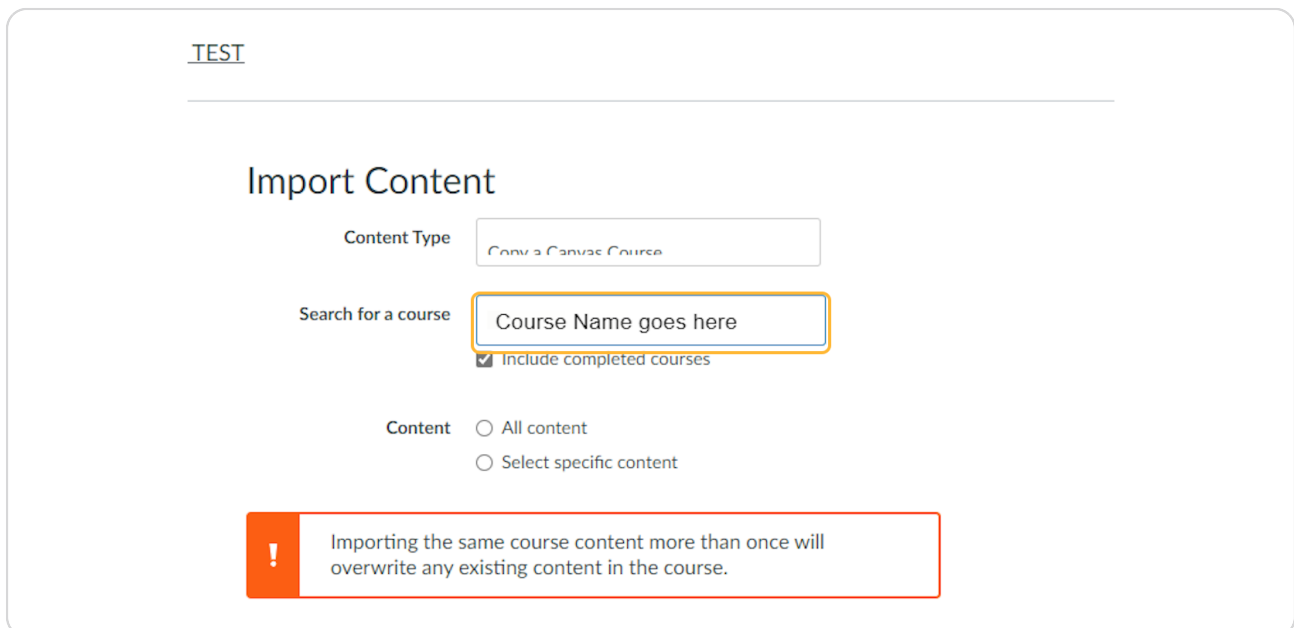 TEST
Import Content
Content Type
Copy a Canvas Course
Search for a course
Course Name goes here
Include completed courses
Content
All content
Select specific content
!
Importing the same course content more than once will
overwrite any existing content in the course.